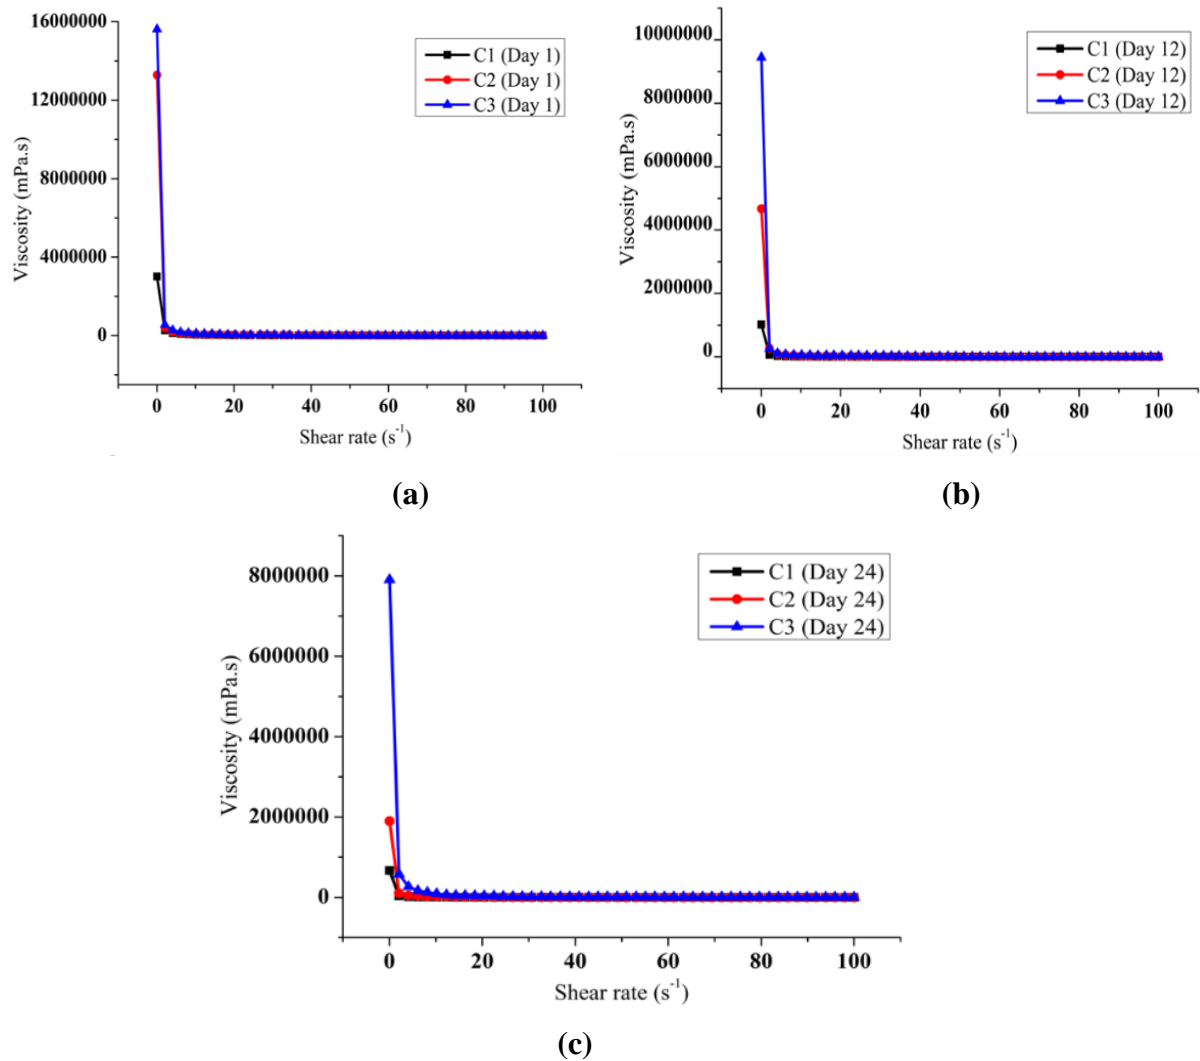 16000000
12000000
8000000
4000000
0
Viscosity (mPa.s)
C1 (Day 1)
C2 (Day 1)
C3 (Day 1)
0 20 40 60 80 100
Shear rate (s⁻¹)
(a)
10000000
8000000
6000000
4000000
2000000
0
Viscosity (mPa.s)
C1 (Day 12)
C2 (Day 12)
C3 (Day 12)
0 20 40 60 80 100
Shear rate (s⁻¹)
(b)
8000000
6000000
4000000
2000000
0
Viscosity (mPa.s)
C1 (Day 24)
C2 (Day 24)
C3 (Day 24)
0 20 40 60 80 100
Shear rate (s⁻¹)
(c)